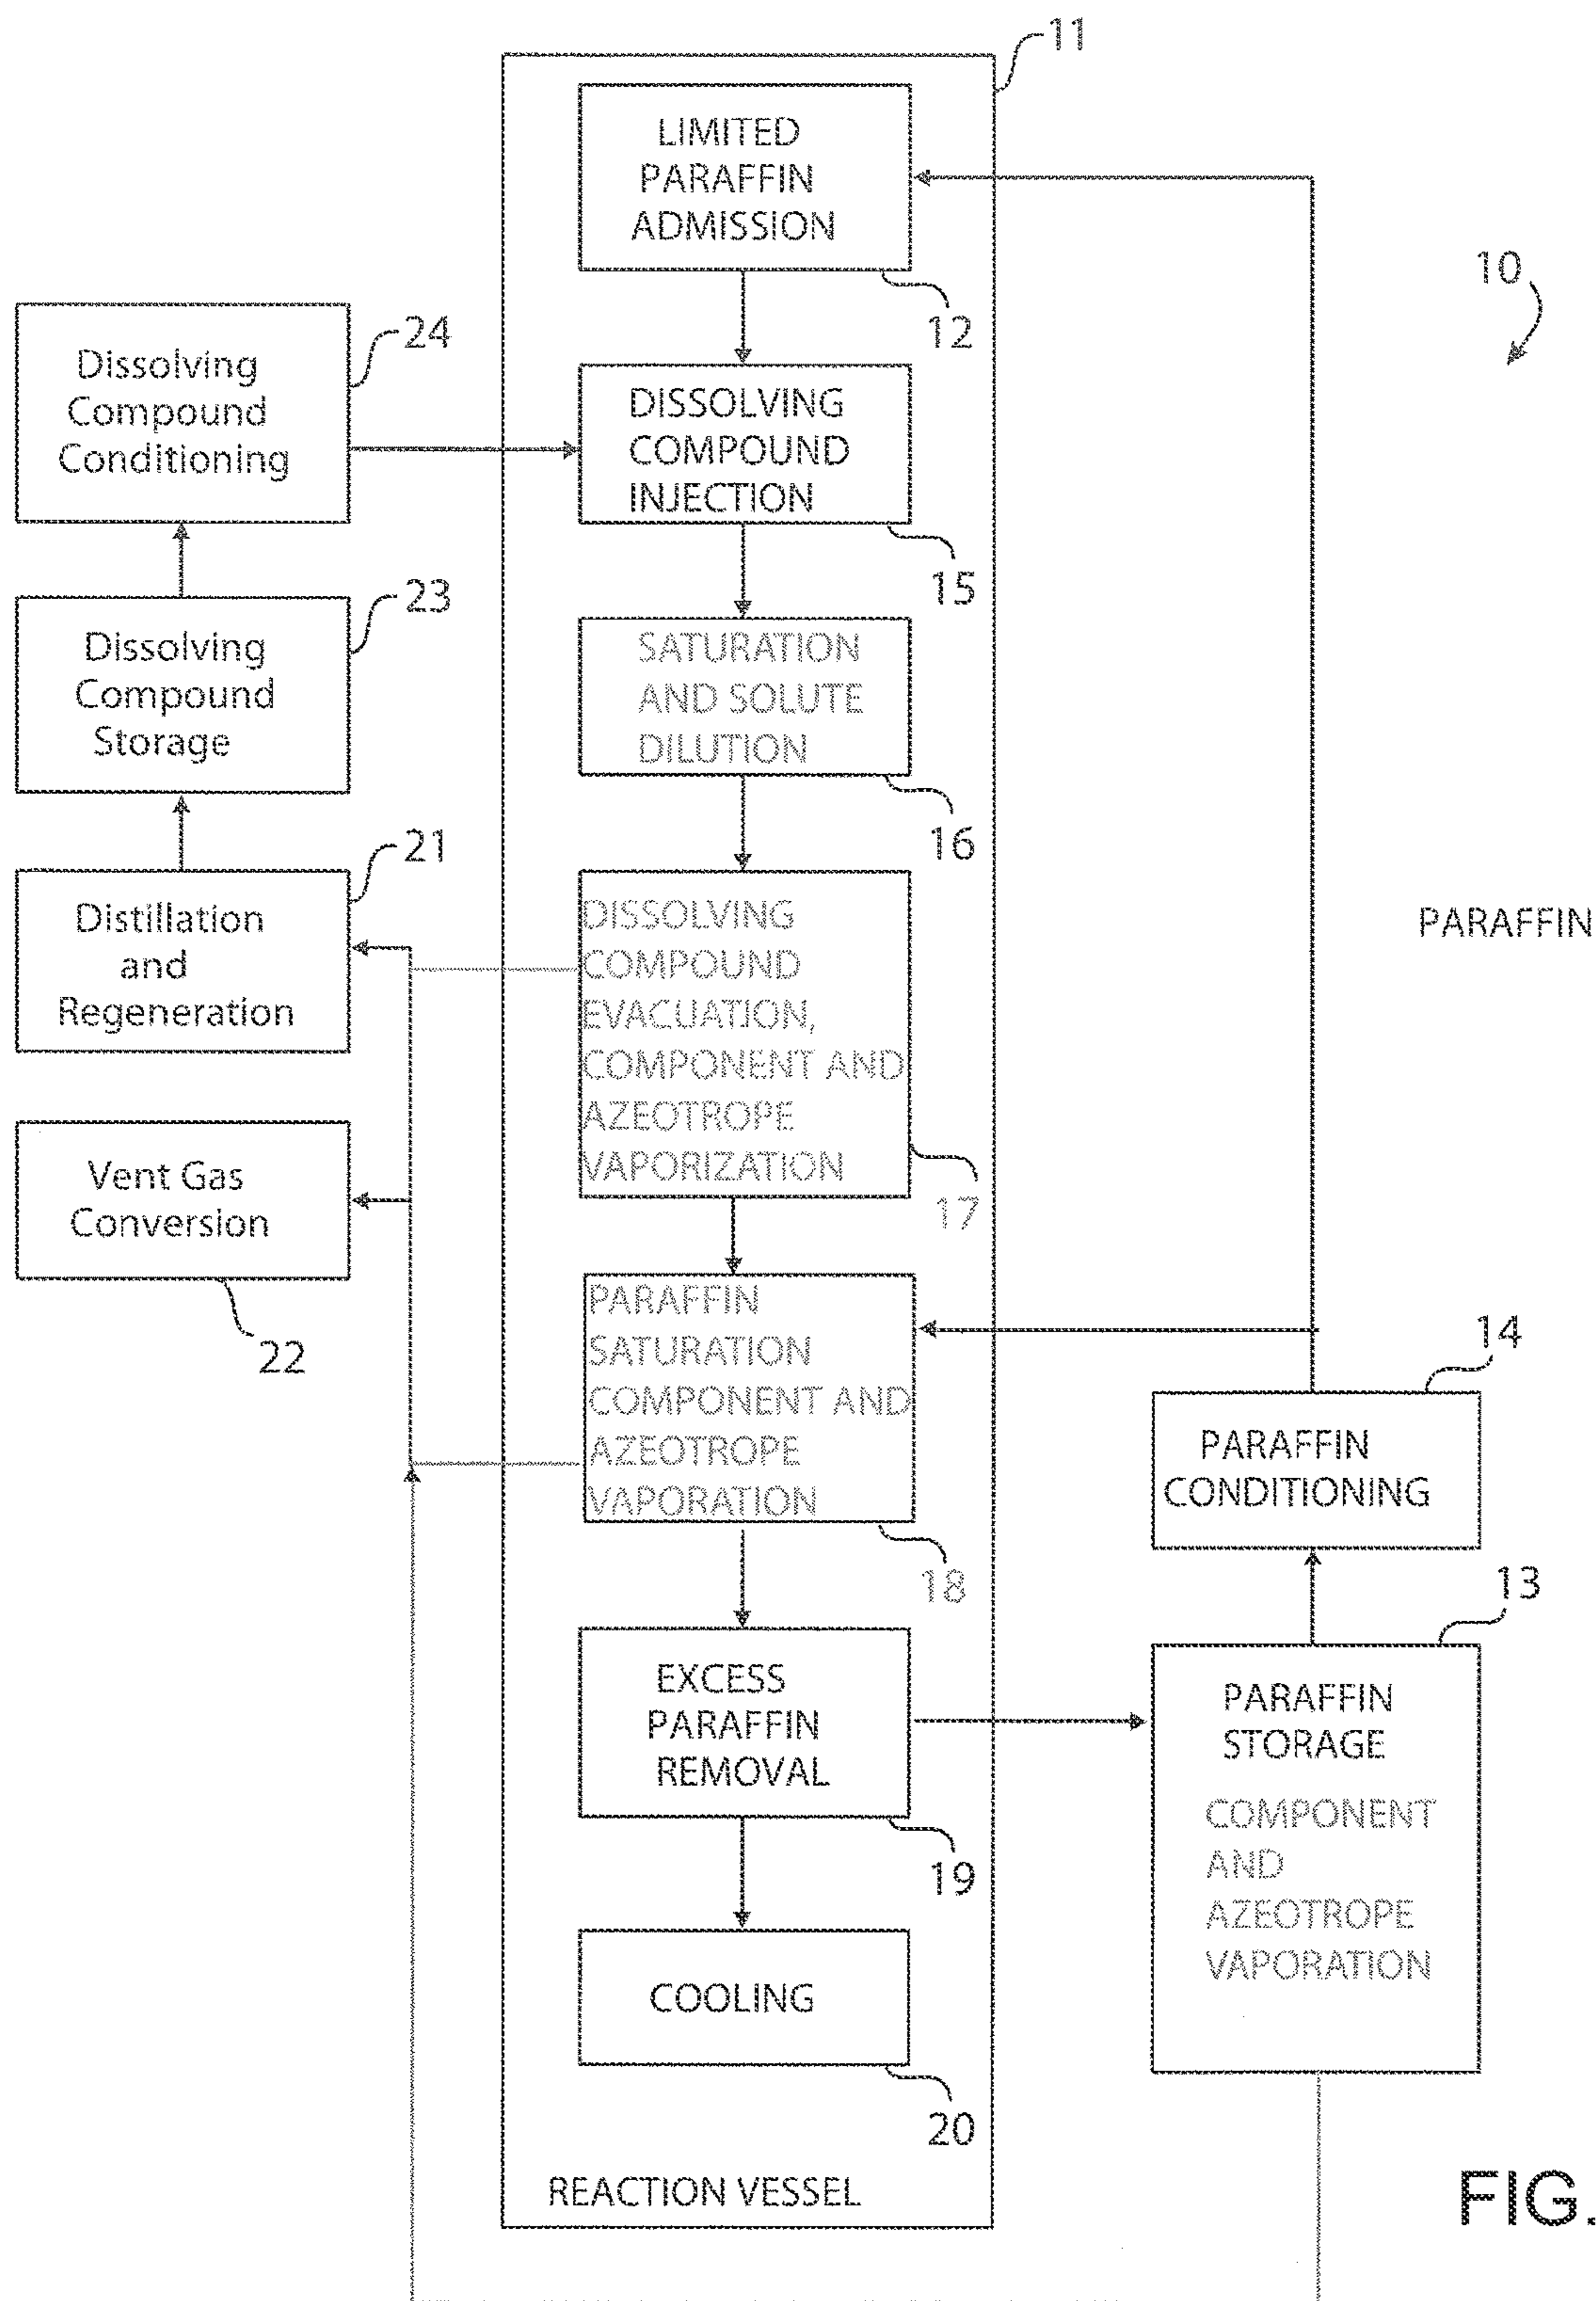 11
LIMITED
PARAFFIN
ADMISSION
12
10
24
Dissolving
Compound
Conditioning
DISSOLVING
COMPOUND
INJECTION
15
23
Dissolving
Compound
Storage
SATURATION
AND SOLUTE
DILUTION
16
21
Distillation
and
Regeneration
DISSOLVING
COMPOUND
EVACUATION,
COMPONENT AND
AZEOTROPE
VAPORIZATION
17
PARAFFIN
Vent Gas
Conversion
22
PARAFFIN
SATURATION
COMPONENT AND
AZEOTROPE
VAPORATION
18
14
PARAFFIN
CONDITIONING
13
PARAFFIN
STORAGE
COMPONENT
AND
AZEOTROPE
VAPORATION
EXCESS
PARAFFIN
REMOVAL
19
COOLING
20
REACTION VESSEL
FIG.